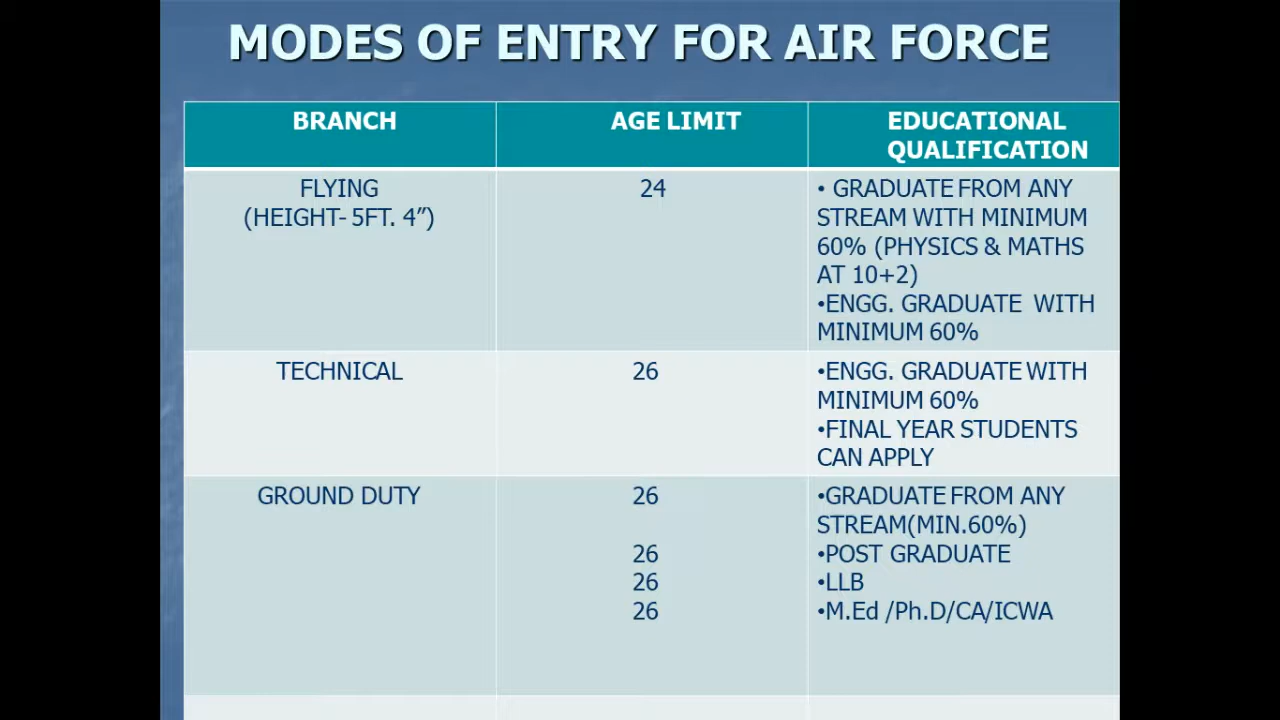 MODES OF ENTRY FOR AIR FORCE
BRANCH
AGE LIMIT
EDUCATIONAL
QUALIFICATION
FLYING
(HEIGHT- 5FT. 4”)
24
• GRADUATE FROM ANY
STREAM WITH MINIMUM
60% (PHYSICS & MATHS
AT 10+2)
•ENGG. GRADUATE WITH
MINIMUM 60%
TECHNICAL
26
•ENGG. GRADUATE WITH
MINIMUM 60%
•FINAL YEAR STUDENTS
CAN APPLY
GROUND DUTY
26
26
26
26
•GRADUATE FROM ANY
STREAM(MIN.60%)
•POST GRADUATE
•LLB
•M.Ed /Ph.D/CA/ICWA